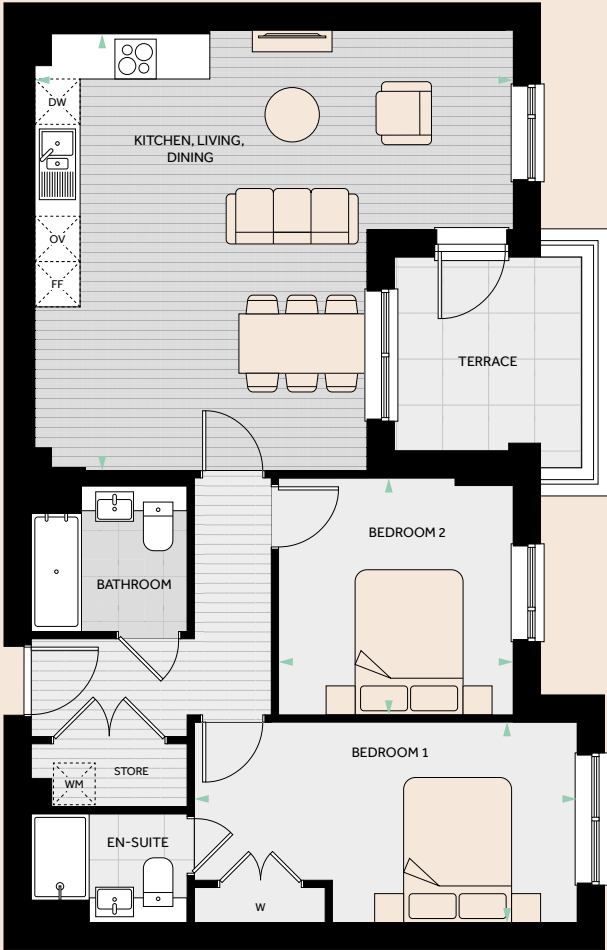 DW
KITCHEN, LIVING,
DINING
OV
FF
TERRACE
BEDROOM 2
BATHROOM
BEDROOM 1
STORE
WM
EN-SUITE
W